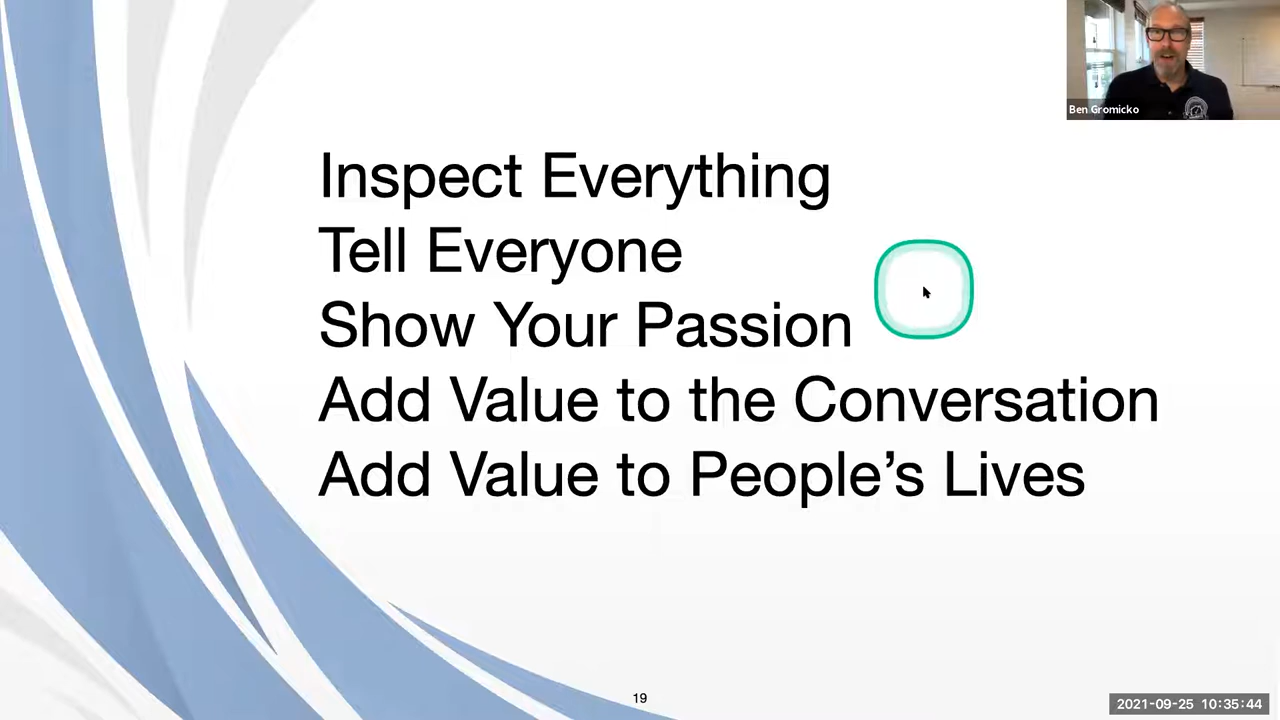 Ben Gromicko
Inspect Everything
Tell Everyone
Show Your Passion
Add Value to the Conversation
Add Value to People’s Lives
19
2021-09-25 10:35:44